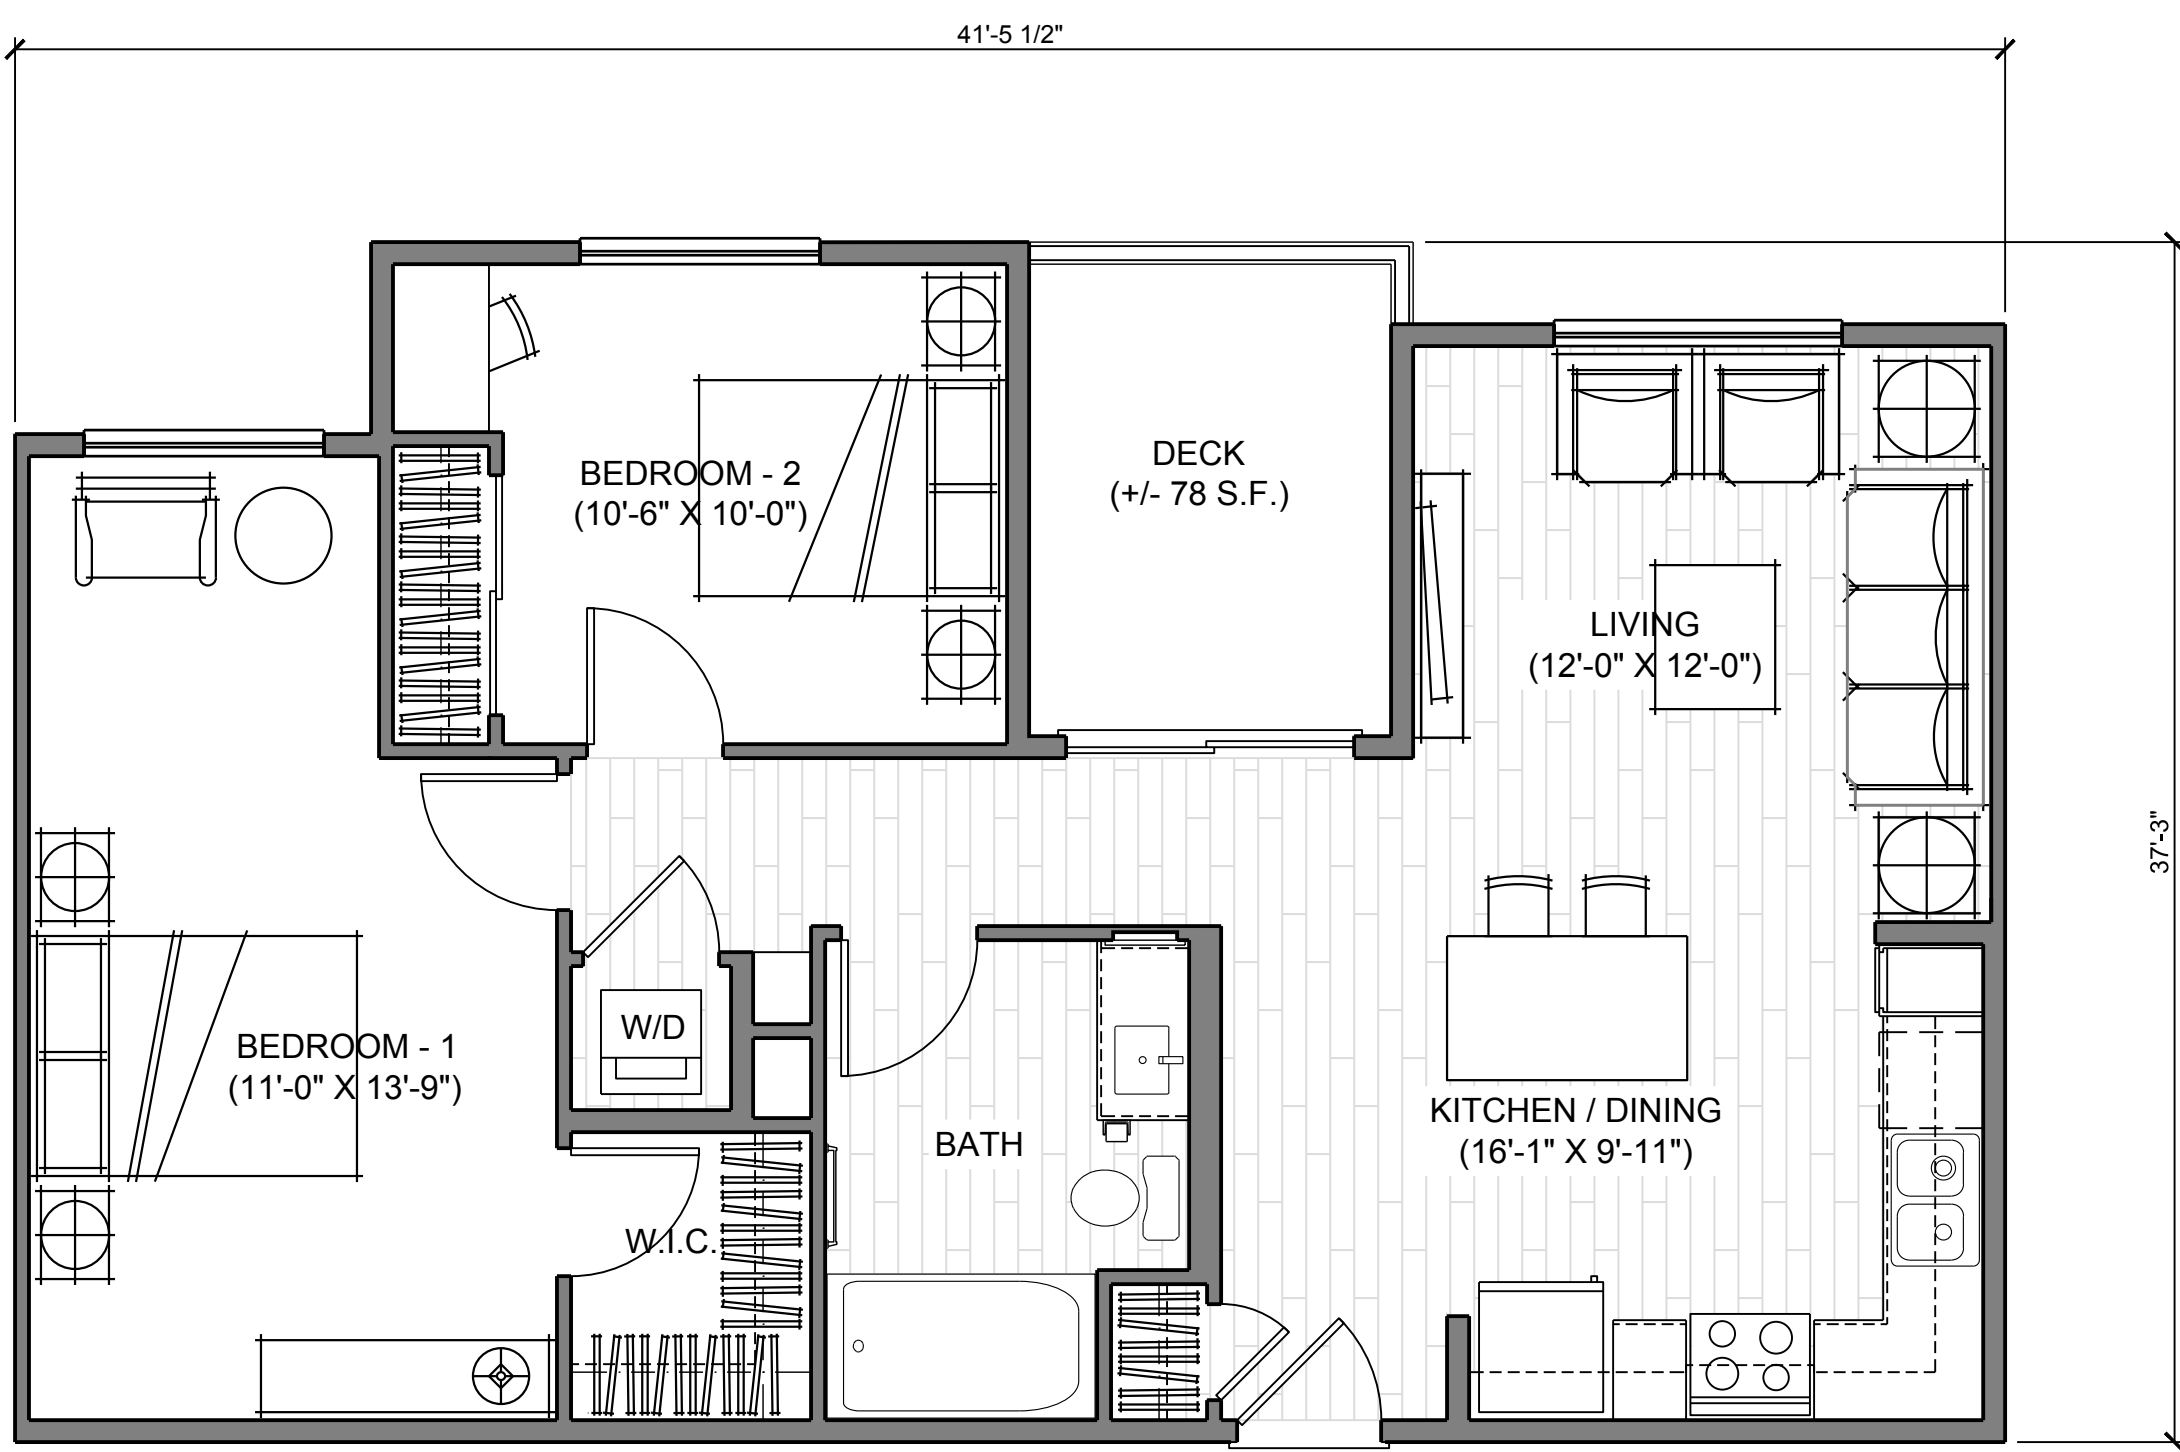 41'-5 1/2"
BEDROOM - 2
(10'-6" X 10'-0")
DECK
(+/- 78 S.F.)
LIVING
(12'-0" X 12'-0")
37'-3"
BEDROOM - 1
(11'-0" X 13'-9")
W/D
BATH
KITCHEN / DINING
(16'-1" X 9'-11")
W.I.C.